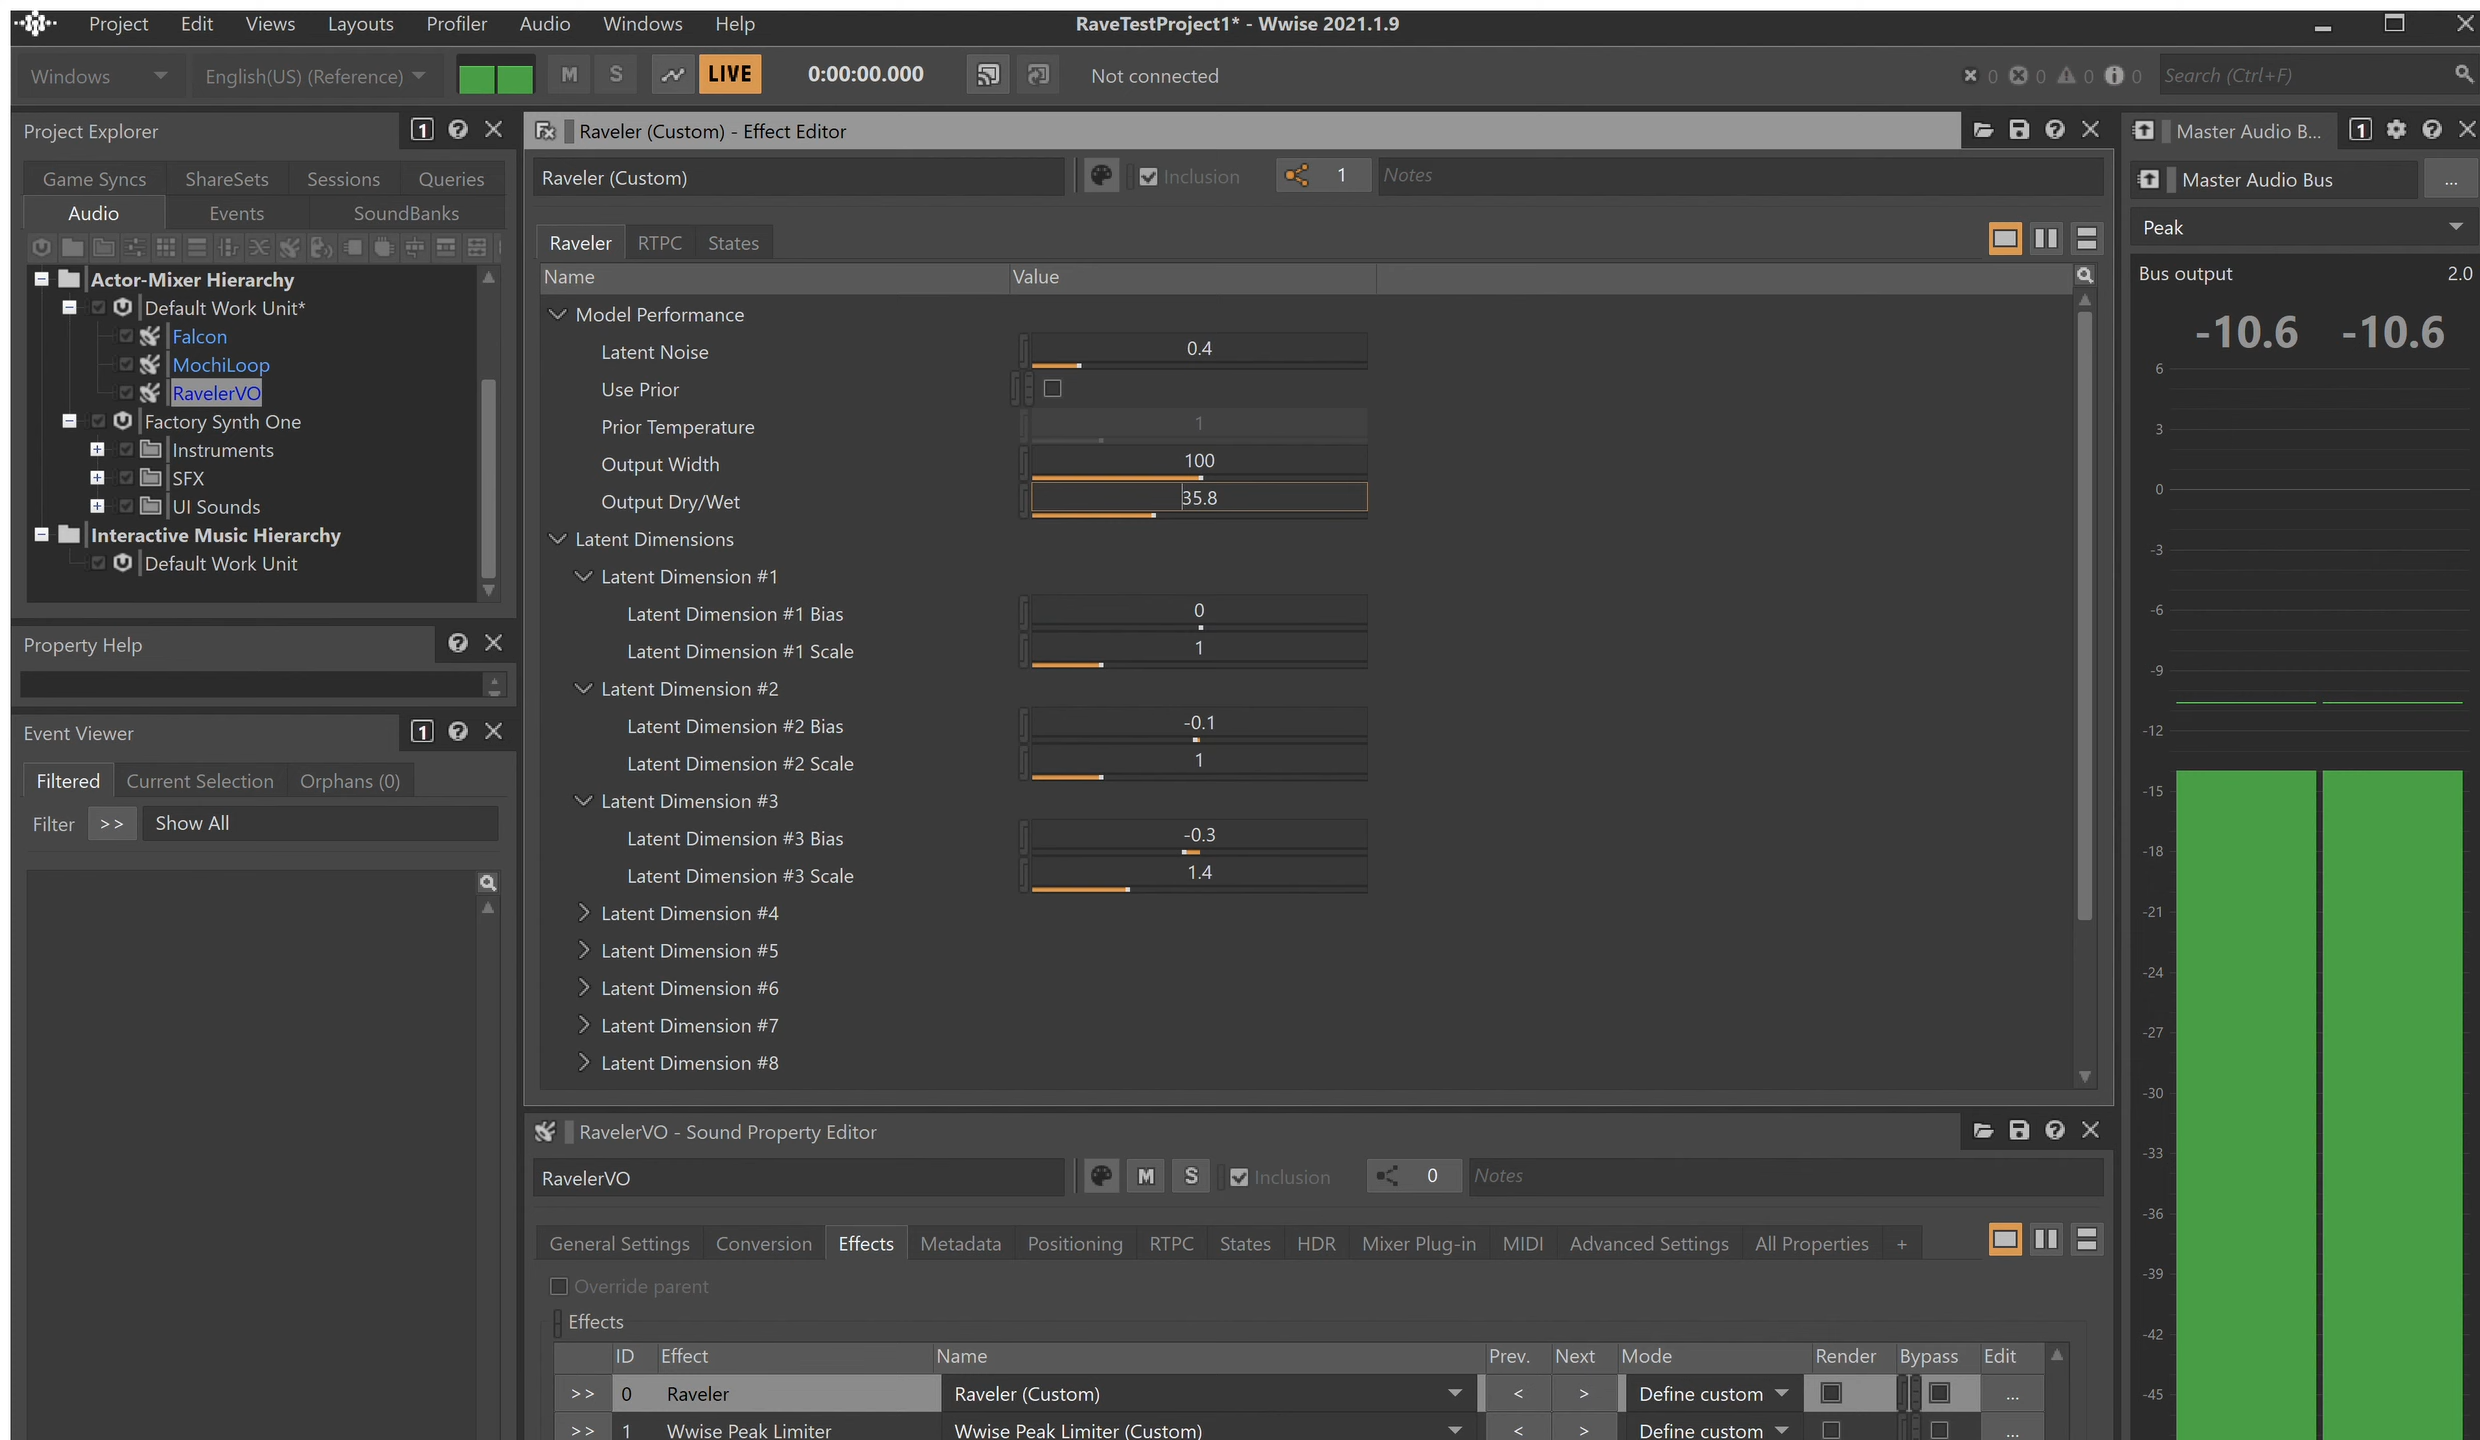 Project Edit Views Layouts Profiler Audio Windows Help RaveTestProject1* - Wwise 2021.1.9
Windows English(US) (Reference) M S LIVE 0:00:00.000 Not connected 0 0 0 0 Search (Ctrl+F)
Project Explorer 1
Game Syncs ShareSets Sessions Queries
Audio Events SoundBanks
Actor-Mixer Hierarchy
Default Work Unit*
Falcon
MochiLoop
RavelerVO
Factory Synth One
Instruments
SFX
UI Sounds
Interactive Music Hierarchy
Default Work Unit
Property Help
Event Viewer 1
Filtered Current Selection Orphans (0)
Filter >> Show All
Raveler (Custom) - Effect Editor
Raveler (Custom) Inclusion 1 Notes
Raveler RTPC States
Name Value
Model Performance
Latent Noise 0.4
Use Prior
Prior Temperature 1
Output Width 100
Output Dry/Wet 35.8
Latent Dimensions
Latent Dimension #1
Latent Dimension #1 Bias 0
Latent Dimension #1 Scale 1
Latent Dimension #2
Latent Dimension #2 Bias -0.1
Latent Dimension #2 Scale 1
Latent Dimension #3
Latent Dimension #3 Bias -0.3
Latent Dimension #3 Scale 1.4
Latent Dimension #4
Latent Dimension #5
Latent Dimension #6
Latent Dimension #7
Latent Dimension #8
RavelerVO - Sound Property Editor
RavelerVO M S Inclusion 0 Notes
General Settings Conversion Effects Metadata Positioning RTPC States HDR Mixer Plug-in MIDI Advanced Settings All Properties +
Override parent
Effects
ID Effect Name Prev. Next Mode Render Bypass Edit
>> 0 Raveler Raveler (Custom) < > Define custom ...
>> 1 Wwise Peak Limiter Wwise Peak Limiter (Custom) < > Define custom ...
Master Audio B... 1
Master Audio Bus ...
Peak
Bus output 2.0
-10.6 -10.6
6
3
0
-3
-6
-9
-12
-15
-18
-21
-24
-27
-30
-33
-36
-39
-42
-45